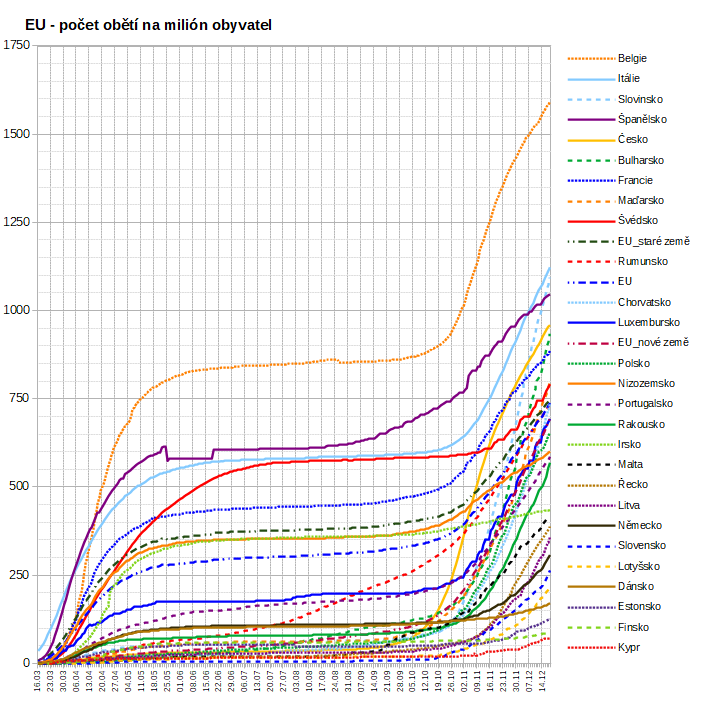 EU - počet obětí na milión obyvatel
1750
1500
1250
1000
750
500
250
0
Belgie
Itálie
Slovinsko
Španělsko
Česko
Bulharsko
Francie
Maďarsko
Švédsko
EU_staré země
Rumunsko
EU
Chorvatsko
Luxembursko
EU_nové země
Polsko
Nizozemsko
Portugalsko
Rakousko
Irsko
Malta
Řecko
Litva
Německo
Slovensko
Lotyšsko
Dánsko
Estonsko
Finsko
Kypr
16.03
23.03
30.03
06.04
13.04
20.04
27.04
04.05
11.05
18.05
25.05
01.06
08.06
15.06
22.06
29.06
06.07
13.07
20.07
27.07
03.08
10.08
17.08
24.08
31.08
07.09
14.09
21.09
28.09
05.10
12.10
19.10
26.10
02.11
09.11
16.11
23.11
30.11
07.12
14.12